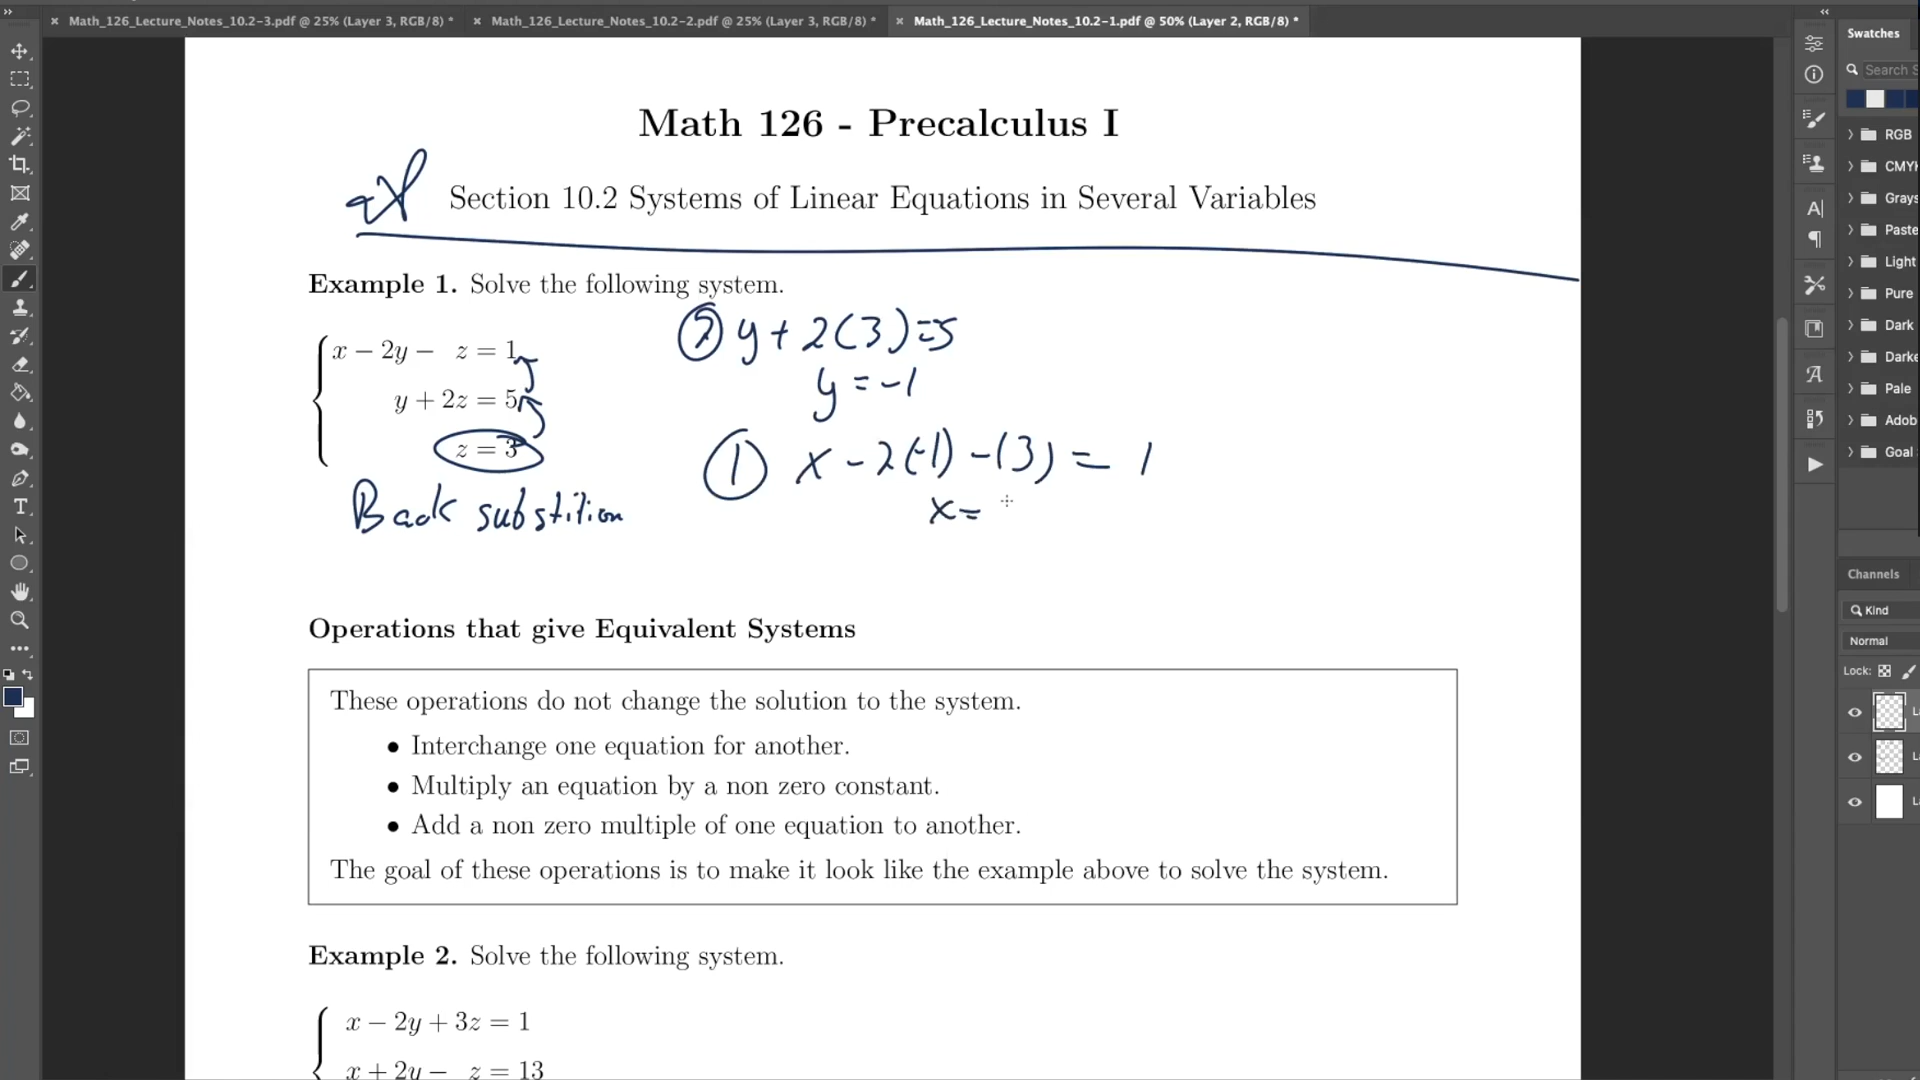 Math_126_Lecture_Notes_10.2-3.pdf @ 25% (Layer 3, RGB/8) *
Math_126_Lecture_Notes_10.2-2.pdf @ 25% (Layer 3, RGB/8) *
Math_126_Lecture_Notes_10.2-1.pdf @ 50% (Layer 2, RGB/8) *
Math 126 - Precalculus I
Section 10.2 Systems of Linear Equations in Several Variables
Example 1. Solve the following system.
x − 2y − z = 1
y + 2z = 5
z = 3
Back substition
② y + 2(3) = 5
y = -1
① x - 2(-1) - (3) = 1
x =
Operations that give Equivalent Systems
These operations do not change the solution to the system.
• Interchange one equation for another.
• Multiply an equation by a non zero constant.
• Add a non zero multiple of one equation to another.
The goal of these operations is to make it look like the example above to solve the system.
Example 2. Solve the following system.
x − 2y + 3z = 1
x + 2y − z = 13
Swatches
Search S
RGB
CMYK
Grays
Paste
Light
Pure
Dark
Darke
Pale
Adob
Goal
Channels
Kind
Normal
Lock: